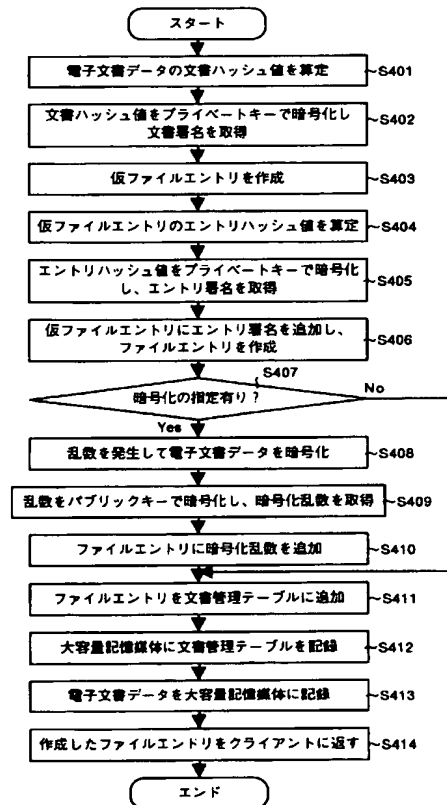 スタート
電子文書データの文書ハッシュ値を算定
S401
文書ハッシュ値をプライベートキーで暗号化し
文書署名を取得
S402
仮ファイルエントリを作成
S403
仮ファイルエントリのエントリハッシュ値を算定
S404
エントリハッシュ値をプライベートキーで暗号化
し、エントリ署名を取得
S405
仮ファイルエントリにエントリ署名を追加し、
ファイルエントリを作成
S406
S407
暗号化の指定有り？
No
Yes
乱数を発生して電子文書データを暗号化
S408
乱数をパブリックキーで暗号化し、暗号化乱数を取得
S409
ファイルエントリに暗号化乱数を追加
S410
ファイルエントリを文書管理テーブルに追加
S411
大容量記憶媒体に文書管理テーブルを記録
S412
電子文書データを大容量記憶媒体に記録
S413
作成したファイルエンドリをクライアントに返す
S414
エンド